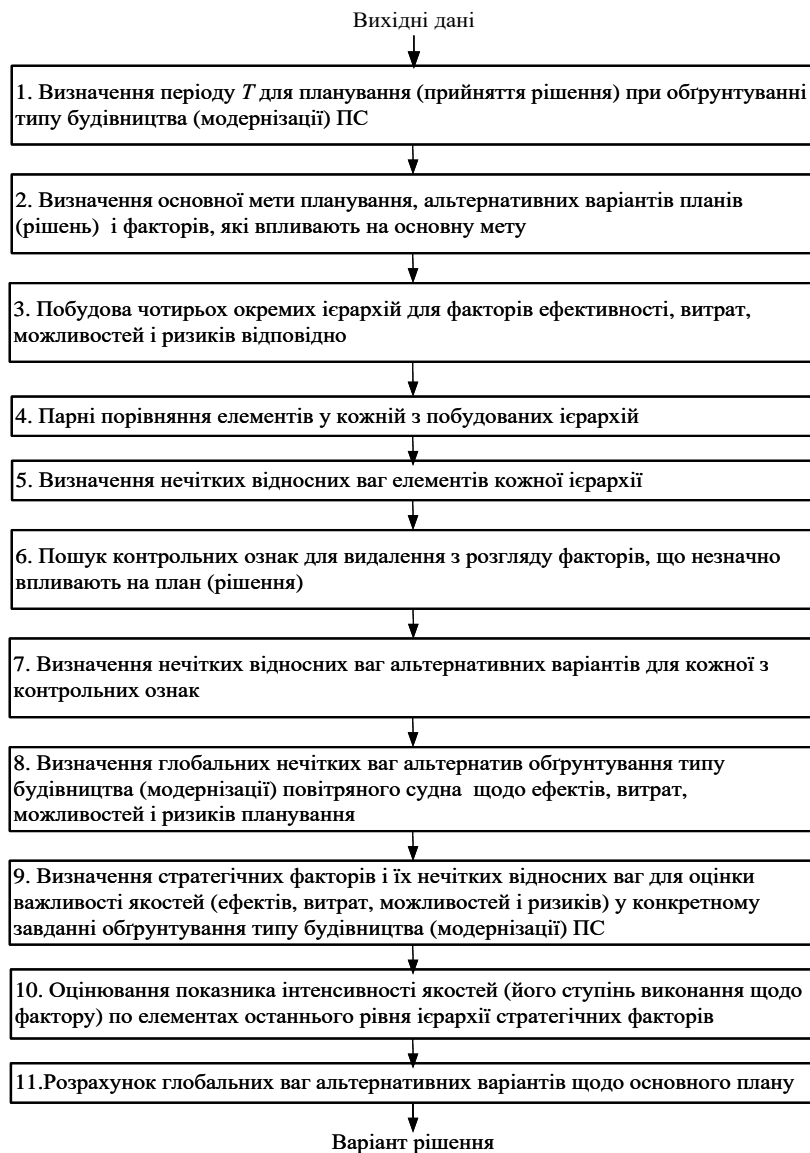 Вихідні дані
1. Визначення періоду T для планування (прийняття рішення) при обґрунтуванні
типу будівництва (модернізації) ПС
2. Визначення основної мети планування, альтернативних варіантів планів
(рішень) і факторів, які впливають на основну мету
3. Побудова чотирьох окремих ієрархій для факторів ефективності, витрат,
можливостей і ризиків відповідно
4. Парні порівняння елементів у кожній з побудованих ієрархій
5. Визначення нечітких відносних ваг елементів кожної ієрархії
6. Пошук контрольних ознак для видалення з розгляду факторів, що незначно
впливають на план (рішення)
7. Визначення нечітких відносних ваг альтернативних варіантів для кожної з
контрольних ознак
8. Визначення глобальних нечітких ваг альтернатив обґрунтування типу
будівництва (модернізації) повітряного судна щодо ефектів, витрат,
можливостей і ризиків планування
9. Визначення стратегічних факторів і їх нечітких відносних ваг для оцінки
важливості якостей (ефектів, витрат, можливостей і ризиків) у конкретному
завданні обґрунтування типу будівництва (модернізації) ПС
10. Оцінювання показника інтенсивності якостей (його ступінь виконання щодо
фактору) по елементах останнього рівня ієрархії стратегічних факторів
11.Розрахунок глобальних ваг альтернативних варіантів щодо основного плану
Варіант рішення